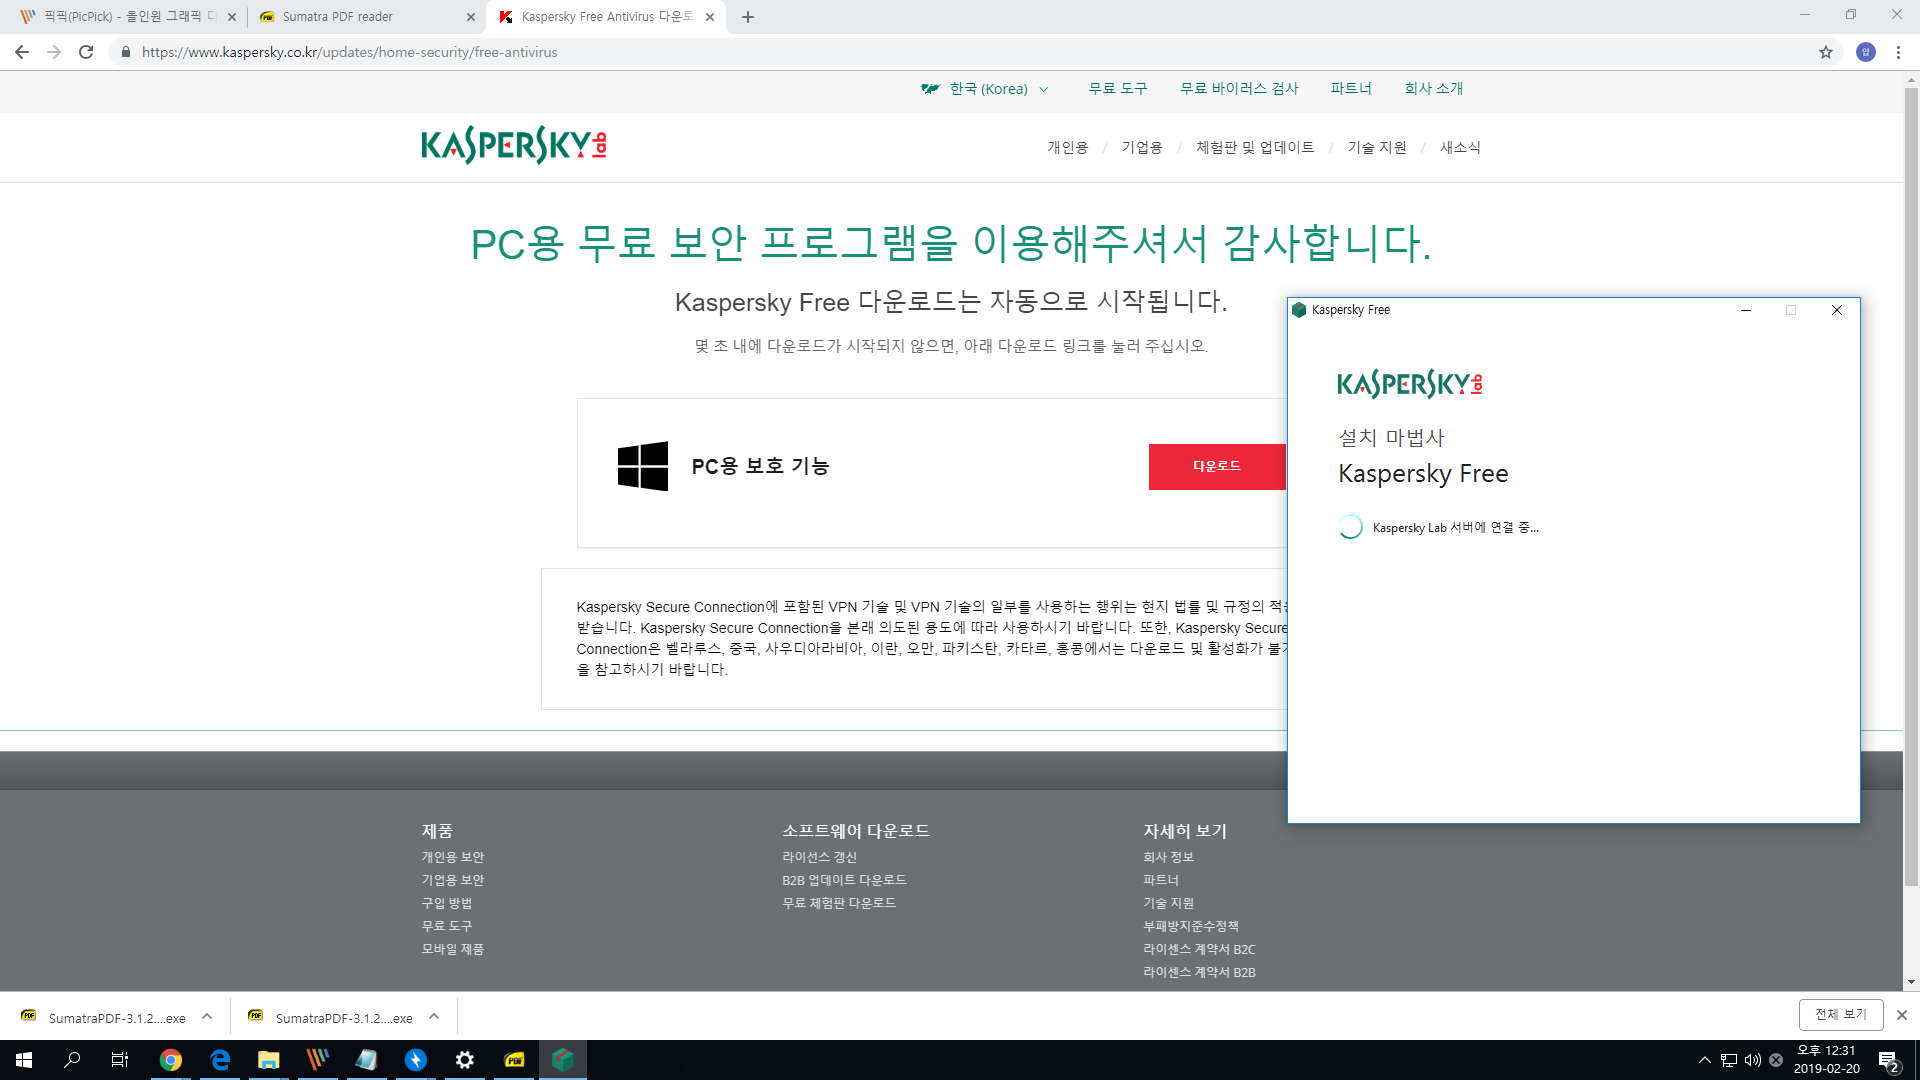 픽픽(PicPick) - 올인원 그래픽 디
Sumatra PDF reader
Kaspersky Free Antivirus 다운로
https://www.kaspersky.co.kr/updates/home-security/free-antivirus
한국 (Korea)
무료 도구
무료 바이러스 검사
파트너
회사 소개
KASPERSKY lab
개인용 / 기업용 / 체험판 및 업데이트 / 기술 지원 / 새소식
PC용 무료 보안 프로그램을 이용해주셔서 감사합니다.
Kaspersky Free 다운로드는 자동으로 시작됩니다.
몇 초 내에 다운로드가 시작되지 않으면, 아래 다운로드 링크를 눌러 주십시오.
PC용 보호 기능
다운로드
Kaspersky Secure Connection에 포함된 VPN 기술 및 VPN 기술의 일부를 사용하는 행위는 현지 법률 및 규정의
받습니다. Kaspersky Secure Connection을 본래 의도된 용도에 따라 사용하시기 바랍니다. 또한, Kaspersky Secure
Connection은 벨라루스, 중국, 사우디아라비아, 이란, 오만, 파키스탄, 카타르, 홍콩에서는 다운로드 및 활성화가
을 참고하시기 바랍니다.
Kaspersky Free
KASPERSKY lab
설치 마법사
Kaspersky Free
Kaspersky Lab 서버에 연결 중...
제품
개인용 보안
기업용 보안
구입 방법
무료 도구
모바일 제품
소프트웨어 다운로드
라이선스 갱신
B2B 업데이트 다운로드
무료 체험판 다운로드
자세히 보기
회사 정보
파트너
기술 지원
부패방지준수정책
라이센스 계약서 B2C
라이센스 계약서 B2B
SumatraPDF-3.1.2....exe
SumatraPDF-3.1.2....exe
전체 보기
오후 12:31
2019-02-20
2